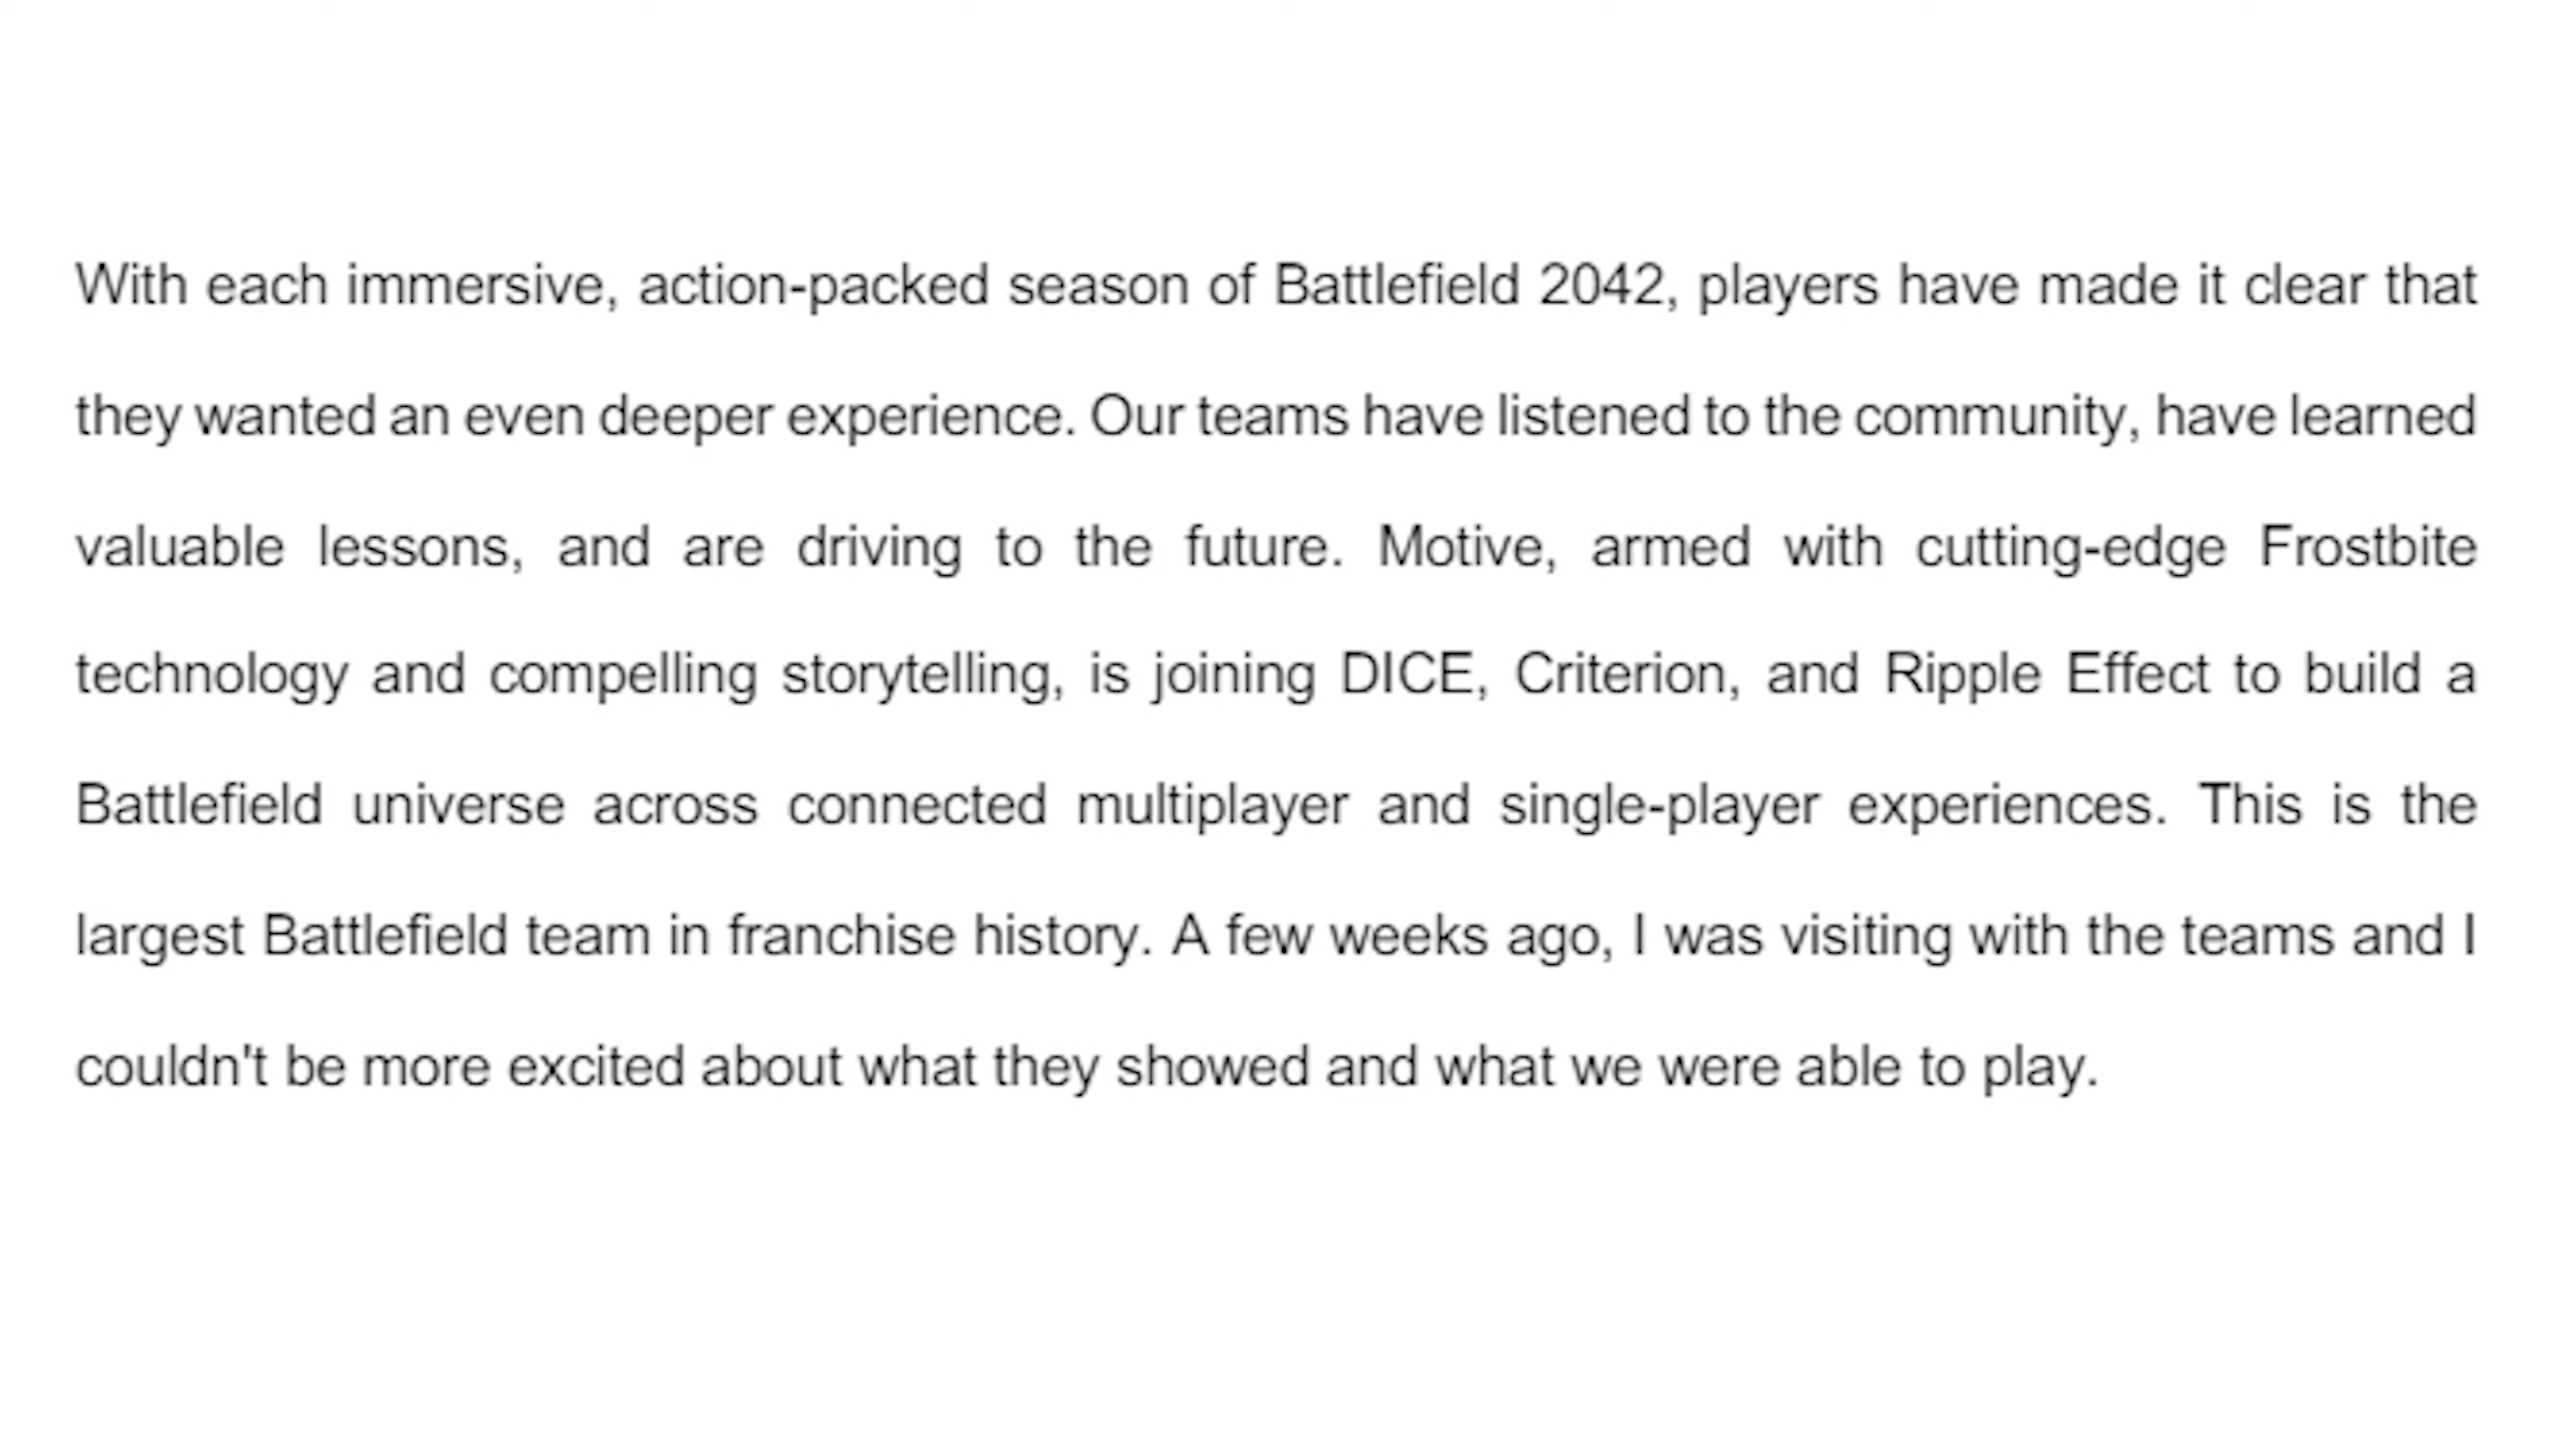 With each immersive, action-packed season of Battlefield 2042, players have made it clear that
they wanted an even deeper experience. Our teams have listened to the community, have learned
valuable lessons, and are driving to the future. Motive, armed with cutting-edge Frostbite
technology and compelling storytelling, is joining DICE, Criterion, and Ripple Effect to build a
Battlefield universe across connected multiplayer and single-player experiences. This is the
largest Battlefield team in franchise history. A few weeks ago, I was visiting with the teams and I
couldn't be more excited about what they showed and what we were able to play.